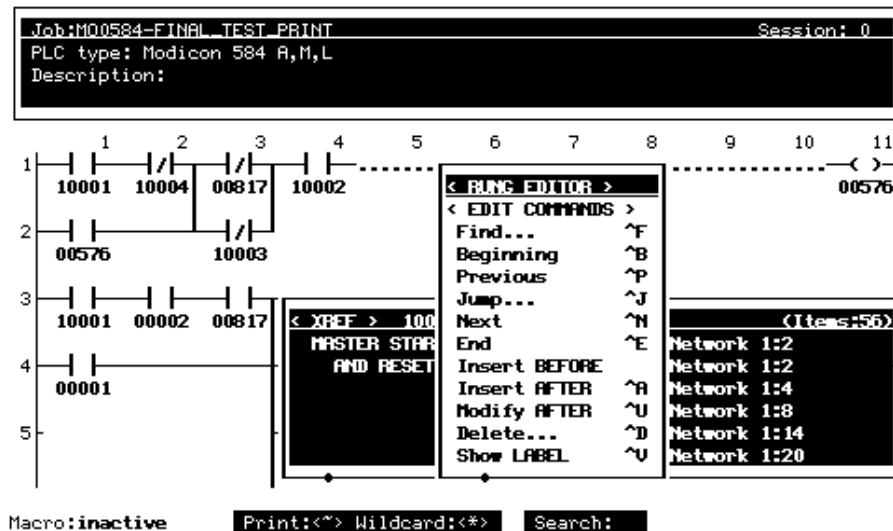 Job:MO0584-FINAL_TEST_PRINT Session: 0
PLC type: Modicon 584 A,M,L
Description:
1 2 3 4 5 6 7 8 9 10 11
1
10001 10004 00817 10002 00576
< RUNG EDITOR >
< EDIT COMMANDS >
Find... ^F
2
00576 10003
Beginning ^B
Previous ^P
3
Jump... ^J
10001 00002 00817
< XREF > 100 Next ^N (Items:56)
MASTER STAR End ^E Network 1:2
4
AND RESET Insert BEFORE Network 1:2
00001
Insert AFTER ^A Network 1:4
Modify AFTER ^U Network 1:8
5
Delete... ^D Network 1:14
Show LABEL ^V Network 1:20
Macro:inactive Print:<~> Wildcard:<*> Search: